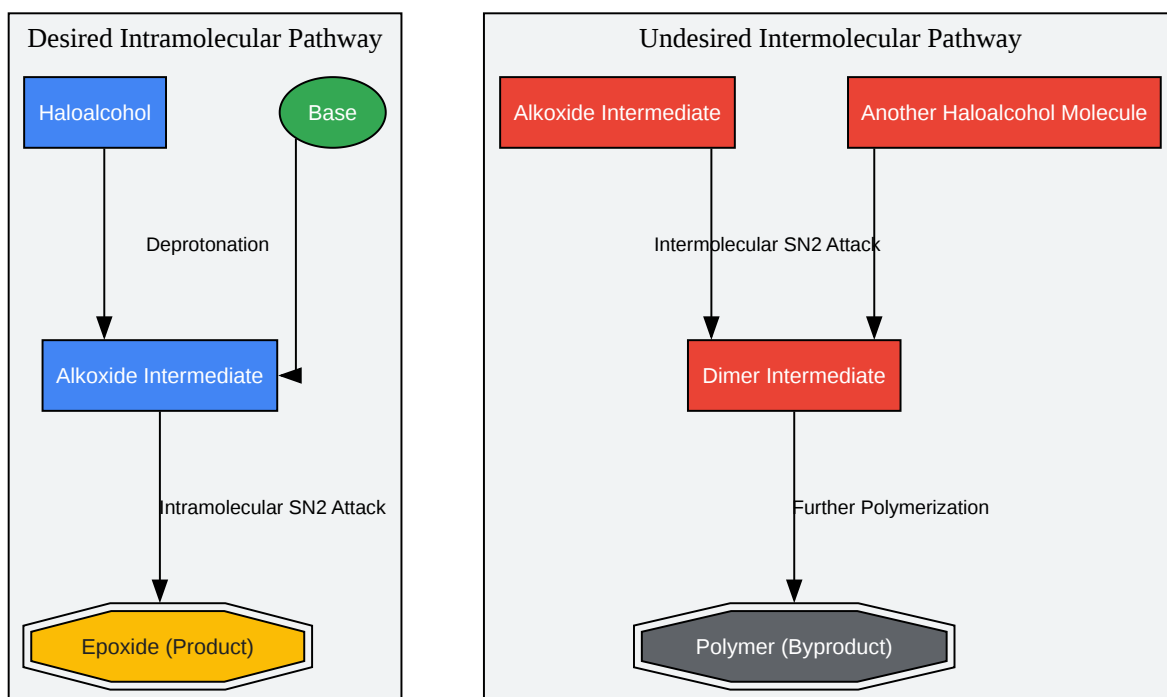 Desired Intramolecular Pathway
Haloalcohol
Base
Deprotonation
Alkoxide Intermediate
Intramolecular SN2 Attack
Epoxide (Product)
Undesired Intermolecular Pathway
Alkoxide Intermediate
Another Haloalcohol Molecule
Intermolecular SN2 Attack
Dimer Intermediate
Further Polymerization
Polymer (Byproduct)